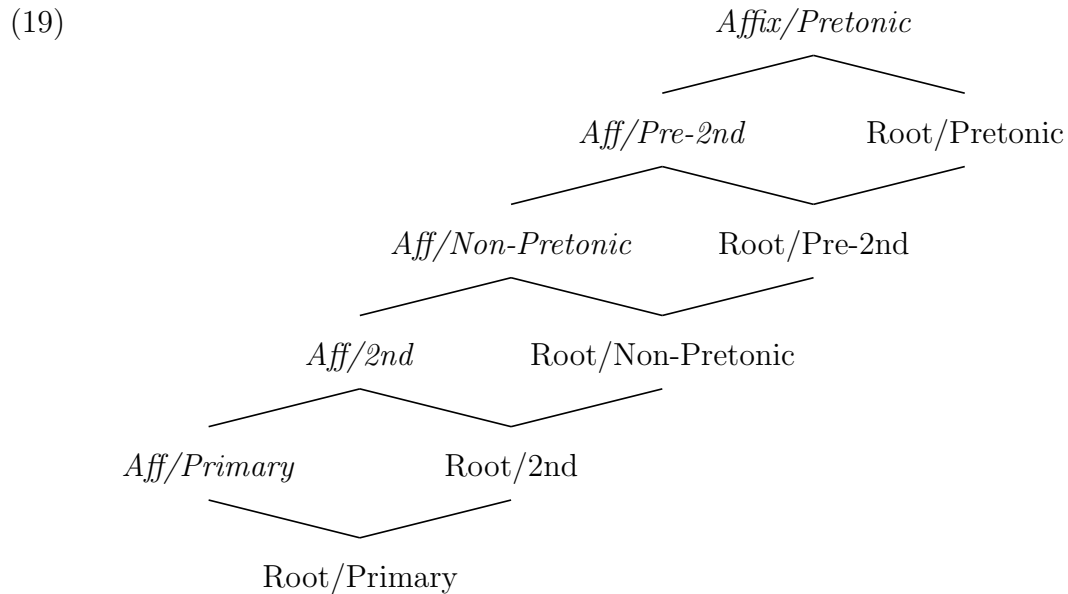 (19) Affix/Pretonic
Aff/Pre-2nd Root/Pretonic
Aff/Non-Pretonic Root/Pre-2nd
Aff/2nd Root/Non-Pretonic
Aff/Primary Root/2nd
Root/Primary